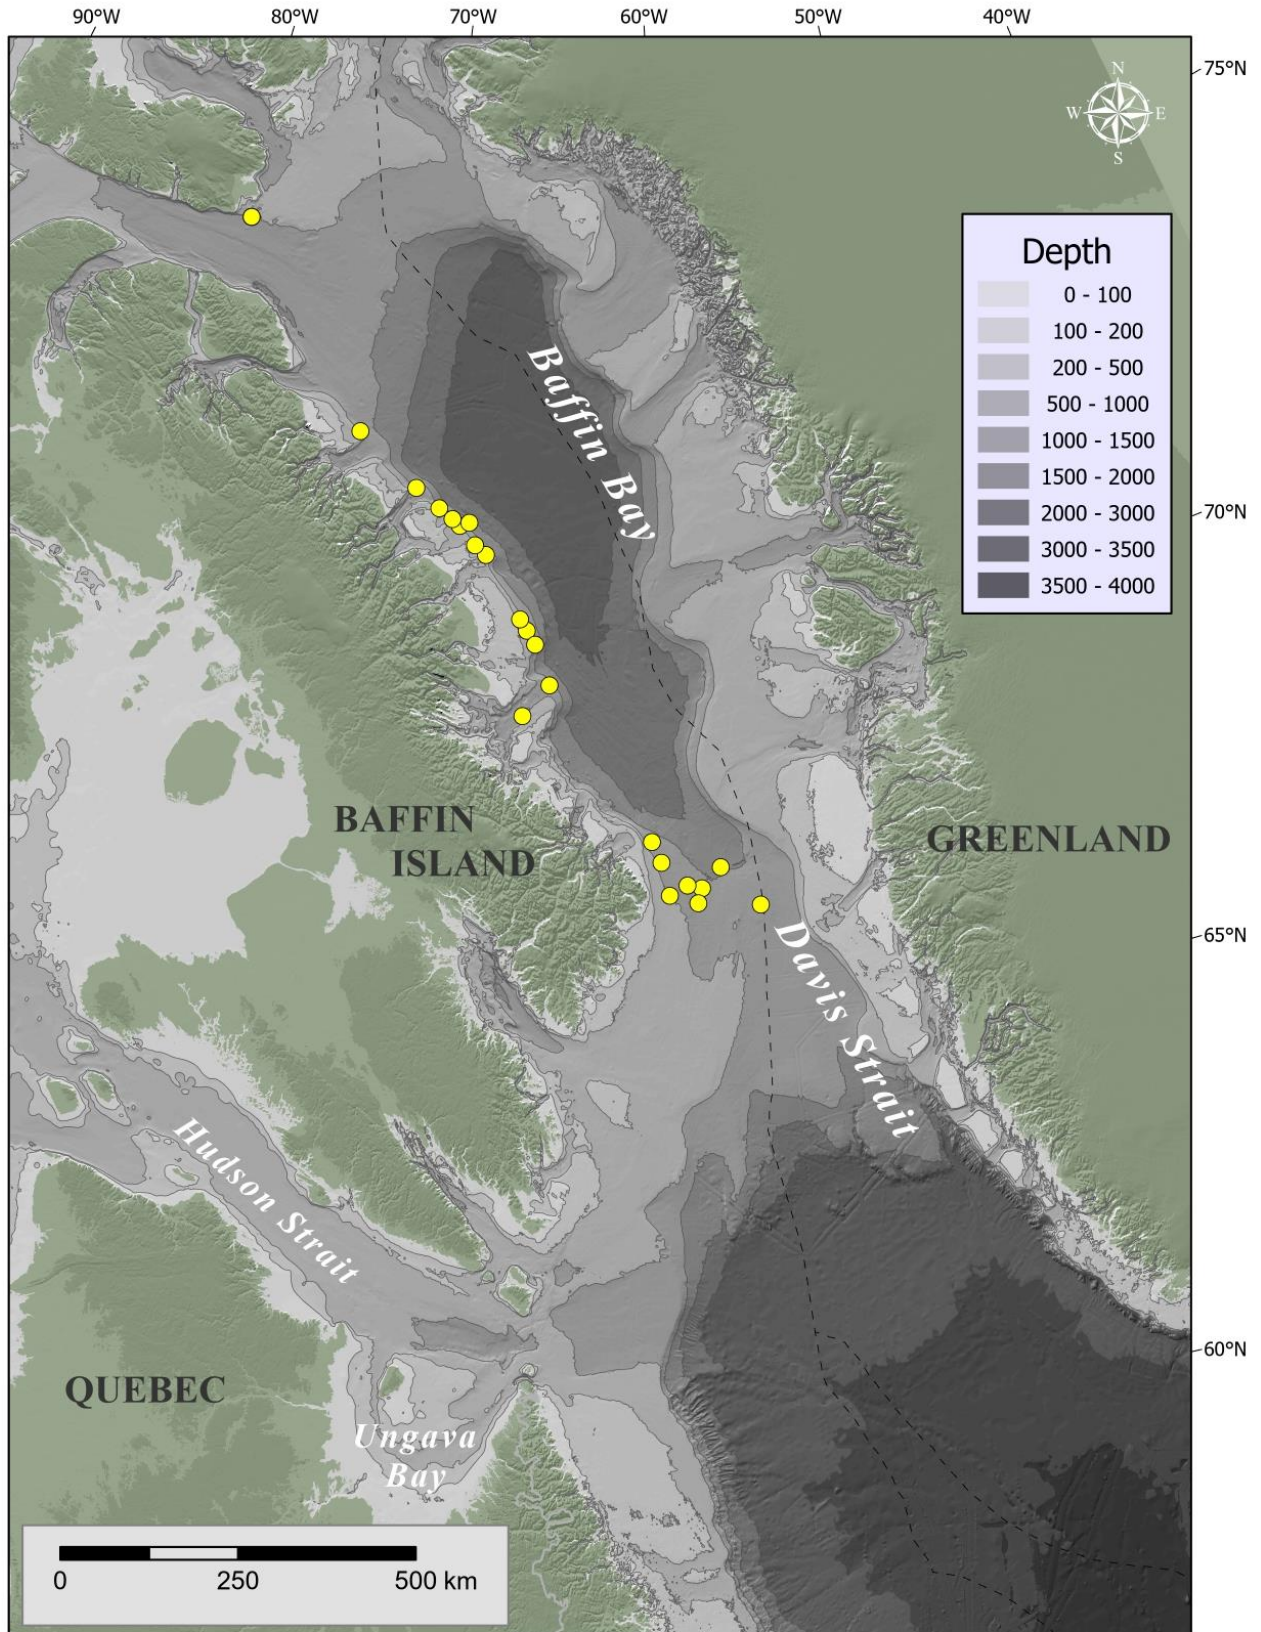 90°W 80°W 70°W 60°W 50°W 40°W
75°N
N
W E
S
Depth
0 - 100
100 - 200
200 - 500
500 - 1000
1000 - 1500
1500 - 2000
2000 - 3000
3000 - 3500
3500 - 4000
Baffin Bay
70°N
BAFFIN
ISLAND
GREENLAND
65°N
Davis Strait
Hudson Strait
60°N
QUEBEC
Ungava
Bay
0 250 500 km